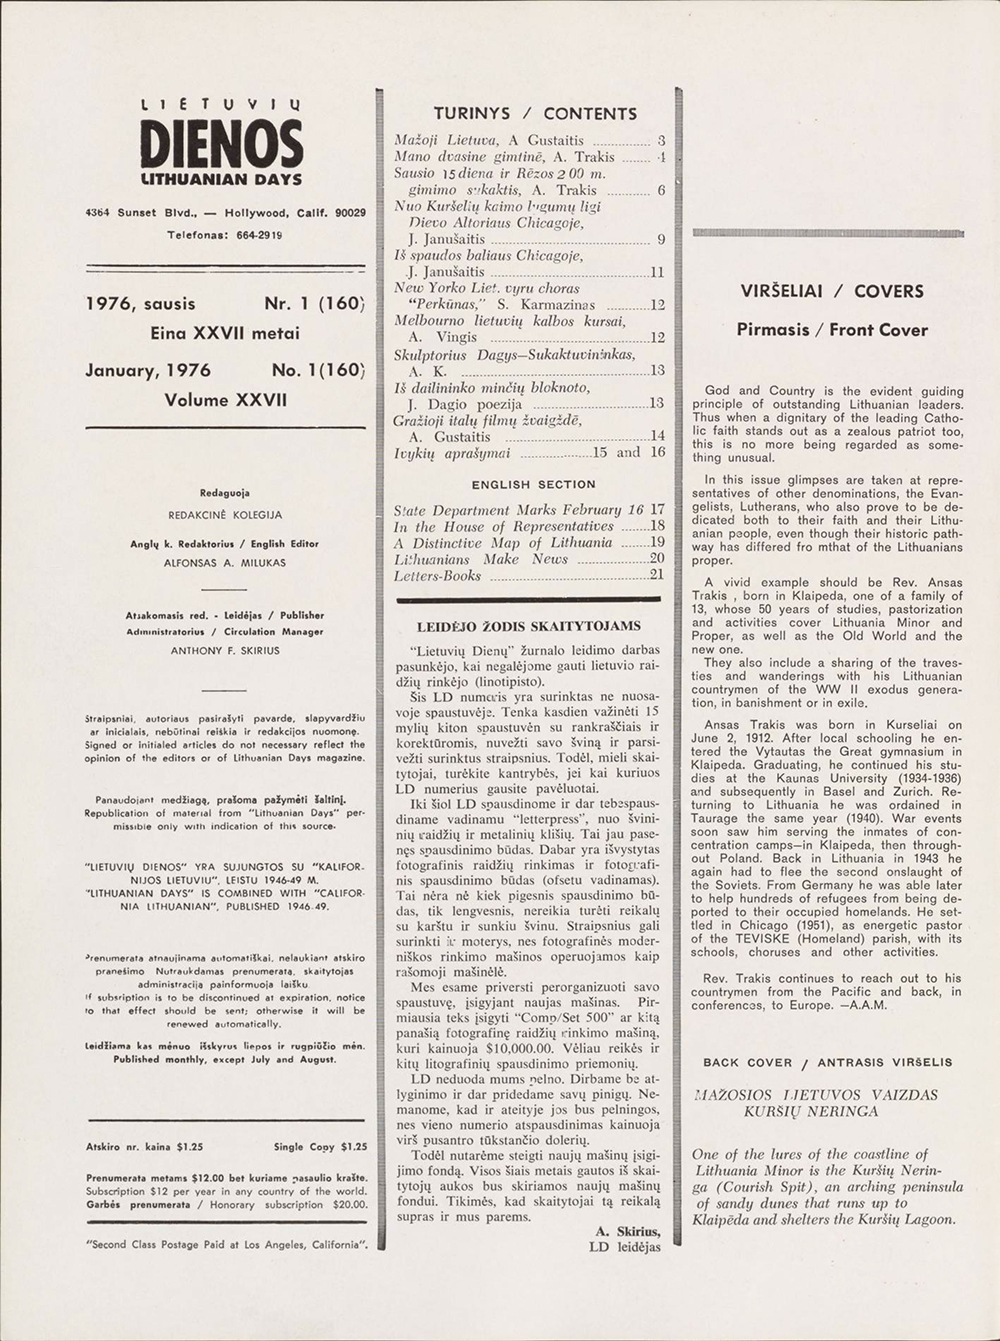 LIETUVIŲ
DIENOS
LITHUANIAN DAYS
4364 Sunset Blvd., — Hollywood, Calif. 90029
Telefonas: 664-2919
1976, sausis Nr. 1 (160)
Eina XXVII metai
January, 1976 No. 1(160)
Volume XXVII
Redaguoja
REDAKCINĖ KOLEGIJA
Anglų k. Redaktorius / English Editor
ALFONSAS A. MILUKAS
Atsakomasis red. - Leidėjas / Publisher
Administratorius / Circulation Manager
ANTHONY F. SKIRIUS
Straipsniai, autoriaus pasirašyti pavarde, slapyvardžiu
ar inicialais, nebūtinai reiškia ir redakcijos nuomonę.
Signed or initialed articles do not necessary reflect the
opinion of the editors or of Lithuanian Days magazine.
Panaudojant medžiagą, prašoma pažymėti šaltinį.
Republication of material from "Lithuanian Days" per-
missible only with indication of this source.
"LIETUVIŲ DIENOS" YRA SUJUNGTOS SU "KALIFOR-
NIJOS LIETUVIU", LEISTU 1946-49 M.
"LITHUANIAN DAYS" IS COMBINED WITH "CALIFOR-
NIA LITHUANIAN", PUBLISHED 1946-49.
Prenumerata atnaujinama automatiškai, nelaukiant atskiro
pranešimo Nutraukdamas prenumeratą, skaitytojas
administraciją painformuoja laišku
If subsription is to be discontinued at expiration, notice
to that effect should be sent; otherwise it will be
renewed automatically.
Leidžiama kas mėnuo išskyrus liepos ir rugpiūčio mėn.
Published monthly, except July and August.
Atskiro nr. kaina $1.25 Single Copy $1.25
Prenumerata metams $12.00 bet kuriame pasaulio krašte.
Subscription $12 per year in any country of the world.
Garbės prenumerata / Honorary subscription $20.00.
"Second Class Postage Paid at Los Angeles, California".
TURINYS / CONTENTS
Mažoji Lietuva, A Gustaitis ................ 3
Mano dvasine gimtinė, A. Trakis ........ 4
Sausio 15 diena ir Rėzos 200 m.
gimimo sukaktis, A. Trakis ............ 6
Nuo Kuršelių kaimo lygumų ligi
Dievo Altoriaus Chicagoje,
J. Janušaitis ............................................ 9
Iš spaudos baliaus Chicagoje,
J. Janušaitis ............................................11
New Yorko Liet. vyru choras
"Perkūnas," S. Karmazinas ............12
Melbourno lietuvių kalbos kursai,
A. Vingis ..........................................12
Skulptorius Dagys—Sukaktuvininkas,
A. K. ....................................................13
Iš dailininko minčių bloknoto,
J. Dagio poezija ................................13
Gražioji italų filmų žvaigždė,
A. Gustaitis ........................................14
Ivykių aprašymai ....................15 and 16
ENGLISH SECTION
State Department Marks February 16 17
In the House of Representatives ........18
A Distinctive Map of Lithuania ........19
Lithuanians Make News ....................20
Letters-Books ............................................21
LEIDĖJO ŽODIS SKAITYTOJAMS
"Lietuvių Dienų" žurnalo leidimo darbas
pasunkėjo, kai negalėjome gauti lietuvio rai-
džių rinkėjo (linotipisto).
Šis LD numeris yra surinktas ne nuosa-
voje spaustuvėje. Tenka kasdien važinėti 15
mylių kiton spaustuvėn su rankraščiais ir
korektūromis, nuvežti savo šviną ir parsi-
vežti surinktus straipsnius. Todėl, mieli skai-
tytojai, turėkite kantrybės, jei kai kuriuos
LD numerius gausite pavėluotai.
Iki šiol LD spausdinome ir dar tebespaus-
diname vadinamu "letterpress", nuo švini-
nių raidžių ir metalinių klišių. Tai jau pase-
nęs spausdinimo būdas. Dabar yra išvystytas
fotografinis raidžių rinkimas ir fotografi-
nis spausdinimo būdas (ofsetu vadinamas).
Tai nėra nė kiek pigesnis spausdinimo bū-
das, tik lengvesnis, nereikia turėti reikalų
su karštu ir sunkiu švinu. Straipsnius gali
surinkti ir moterys, nes fotografinės moder-
niškos rinkimo mašinos operuojamos kaip
rašomoji mašinėlė.
Mes esame priversti perorganizuoti savo
spaustuvę, įsigyjant naujas mašinas. Pir-
miausia teks įsigyti "Comp/Set 500" ar kitą
panašią fotografinę raidžių rinkimo mašiną,
kuri kainuoja $10,000.00. Vėliau reikės ir
kitų litografinių spausdinimo priemonių.
LD neduoda mums pelno. Dirbame be at-
lyginimo ir dar pridedame savų pinigų. Ne-
manome, kad ir ateityje jos bus pelningos,
nes vieno numerio atspausdinimas kainuoja
virš pusantro tūkstančio dolerių.
Todėl nutarėme steigti naujų mašinų įsigi-
jimo fondą. Visos šiais metais gautos iš skai-
tytojų aukos bus skiriamos naujų mašinų
fondui. Tikimės, kad skaitytojai tą reikalą
supras ir mus parems.
A. Skirius,
LD leidėjas
VIRŠELIAI / COVERS
Pirmasis / Front Cover
God and Country is the evident guiding
principle of outstanding Lithuanian leaders.
Thus when a dignitary of the leading Catho-
lic faith stands out as a zealous patriot too,
this is no more being regarded as some-
thing unusual.
In this issue glimpses are taken at repre-
sentatives of other denominations, the Evan-
gelists, Lutherans, who also prove to be de-
dicated both to their faith and their Lithu-
anian people, even though their historic path-
way has differed fro mthat of the Lithuanians
proper.
A vivid example should be Rev. Ansas
Trakis , born in Klaipeda, one of a family of
13, whose 50 years of studies, pastorization
and activities cover Lithuania Minor and
Proper, as well as the Old World and the
new one.
They also include a sharing of the traves-
ties and wanderings with his Lithuanian
countrymen of the WW II exodus genera-
tion, in banishment or in exile.
Ansas Trakis was born in Kurseliai on
June 2, 1912. After local schooling he en-
tered the Vytautas the Great gymnasium in
Klaipeda. Graduating, he continued his stu-
dies at the Kaunas University (1934-1936)
and subsequently in Basel and Zurich. Re-
turning to Lithuania he was ordained in
Taurage the same year (1940). War events
soon saw him serving the inmates of con-
centration camps—in Klaipeda, then through-
out Poland. Back in Lithuania in 1943 he
again had to flee the second onslaught of
the Soviets. From Germany he was able later
to help hundreds of refugees from being de-
ported to their occupied homelands. He set-
tled in Chicago (1951), as energetic pastor
of the TEVISKE (Homeland) parish, with its
schools, choruses and other activities.
Rev. Trakis continues to reach out to his
countrymen from the Pacific and back, in
conferences, to Europe. —A.A.M.
BACK COVER / ANTRASIS VIRŠELIS
MAŽOSIOS LIETUVOS VAIZDAS
KURŠIŲ NERINGA
One of the lures of the coastline of
Lithuania Minor is the Kuršių Nerin-
ga (Courish Spit), an arching peninsula
of sandy dunes that runs up to
Klaipėda and shelters the Kuršių Lagoon.